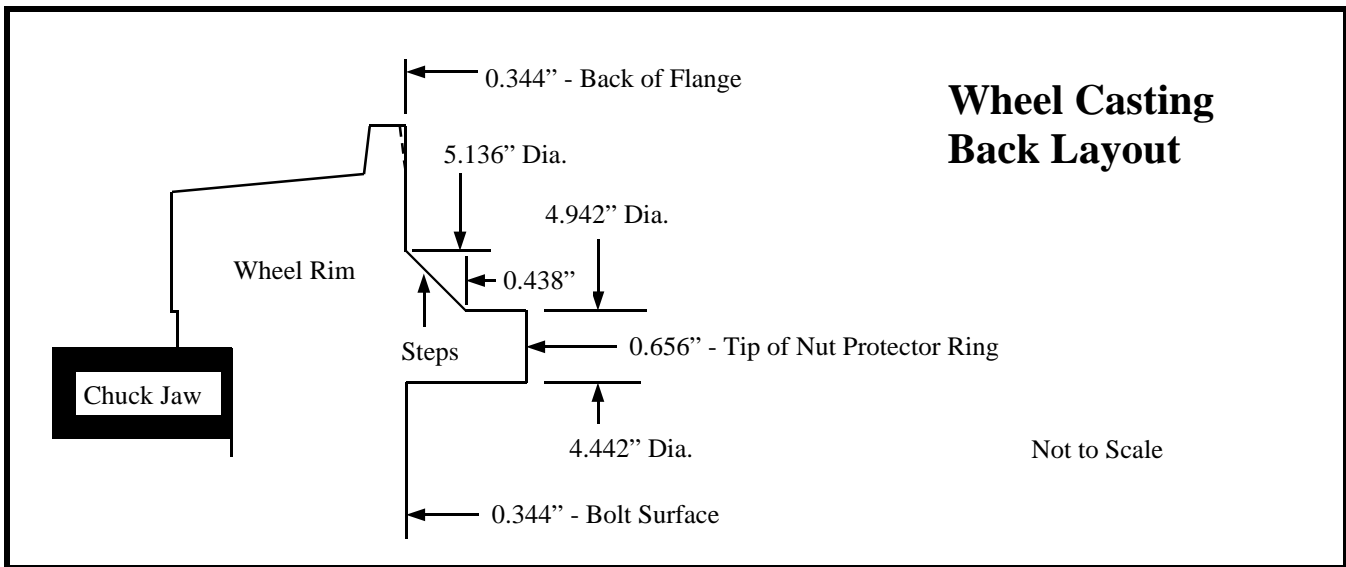 0.344” - Back of Flange
Wheel Casting
Back Layout
5.136” Dia.
4.942” Dia.
Wheel Rim
0.438”
Steps
0.656” - Tip of Nut Protector Ring
Chuck Jaw
4.442” Dia.
Not to Scale
0.344” - Bolt Surface